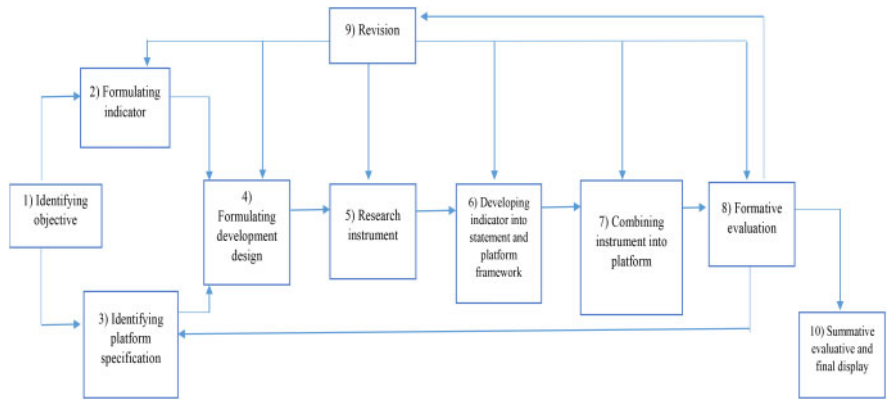 9) Revision
2) Formulating
indicator
1) Identifying
objective
4)
Formulating
development
design
5) Research
instrument
6) Developing
indicator into
statement and
platform
framework
7) Combining
instrument into
platform
8) Formative
evaluation
3) Identifying
platform
specification
10) Summative
evaluative and
final display